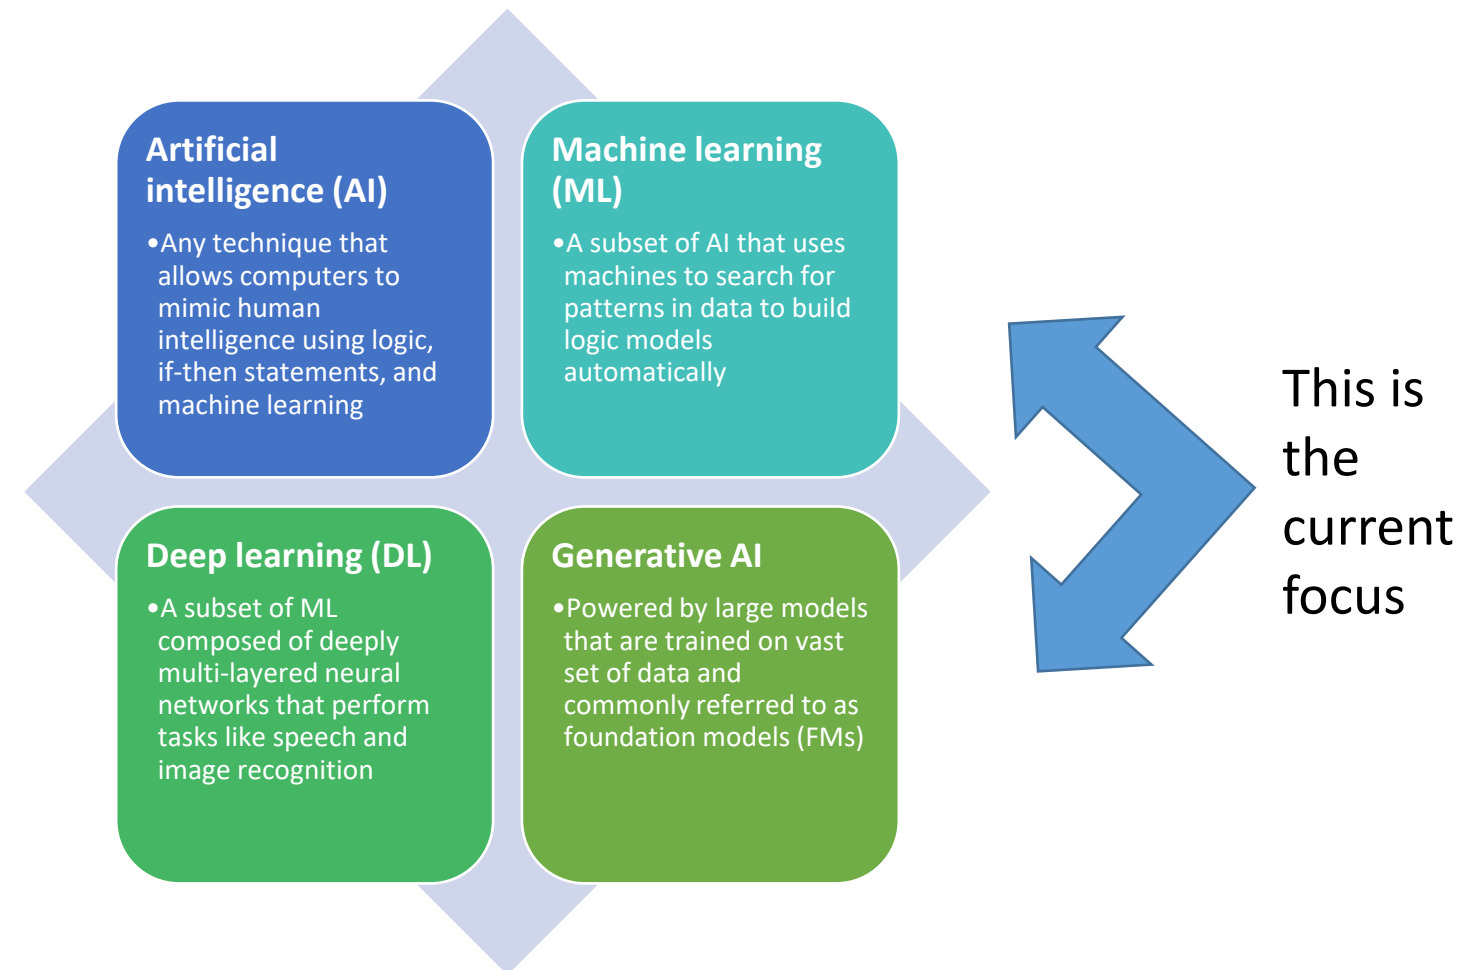 Artificial
intelligence (AI)
•Any technique that
allows computers to
mimic human
intelligence using logic,
if-then statements, and
machine learning
Machine learning
(ML)
•A subset of AI that uses
machines to search for
patterns in data to build
logic models
automatically
Deep learning (DL)
•A subset of ML
composed of deeply
multi-layered neural
networks that perform
tasks like speech and
image recognition
Generative AI
•Powered by large models
that are trained on vast
set of data and
commonly referred to as
foundation models (FMs)
This is
the
current
focus